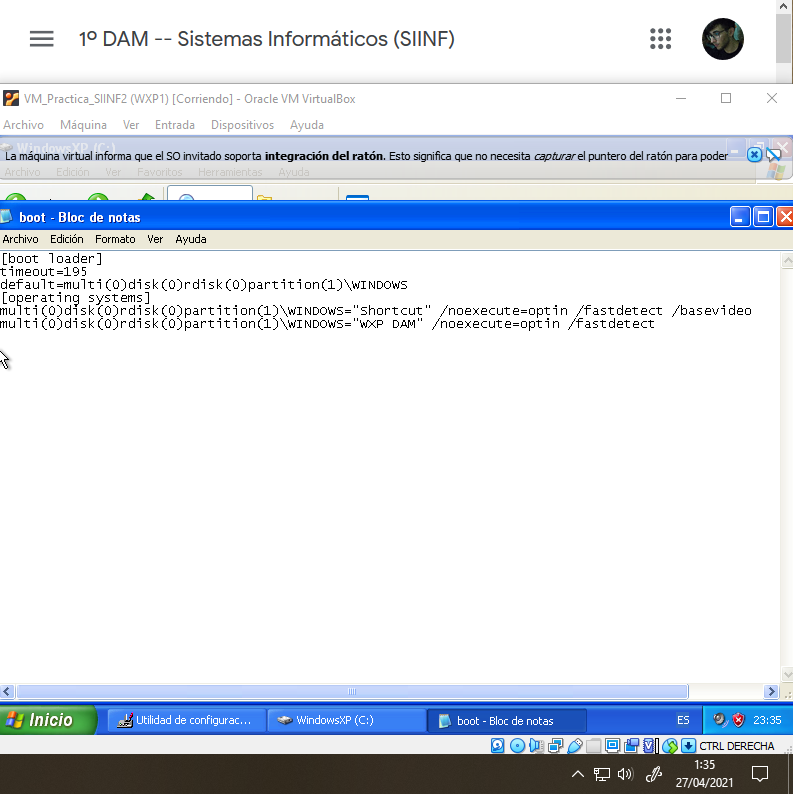 1º DAM -- Sistemas Informáticos (SIINF)
VM_Practica_SIINF2 (WXP1) [Corriendo] - Oracle VM VirtualBox
Archivo Máquina Ver Entrada Dispositivos Ayuda
WindowsXP (C:)
La máquina virtual informa que el SO invitado soporta integración del ratón. Esto significa que no necesita capturar el puntero del ratón para poder
Archivo Edición Ver Favoritos Herramientas Ayuda
boot - Bloc de notas
Archivo Edición Formato Ver Ayuda
[boot loader]
timeout=195
default=multi(0)disk(0)rdisk(0)partition(1)\WINDOWS
[operating systems]
multi(0)disk(0)rdisk(0)partition(1)\WINDOWS="Shortcut" /noexecute=optin /fastdetect /basevideo
multi(0)disk(0)rdisk(0)partition(1)\WINDOWS="WXP DAM" /noexecute=optin /fastdetect
Inicio Utilidad de configurac... WindowsXP (C:) boot - Bloc de notas ES 23:35
CTRL DERECHA
1:35
27/04/2021